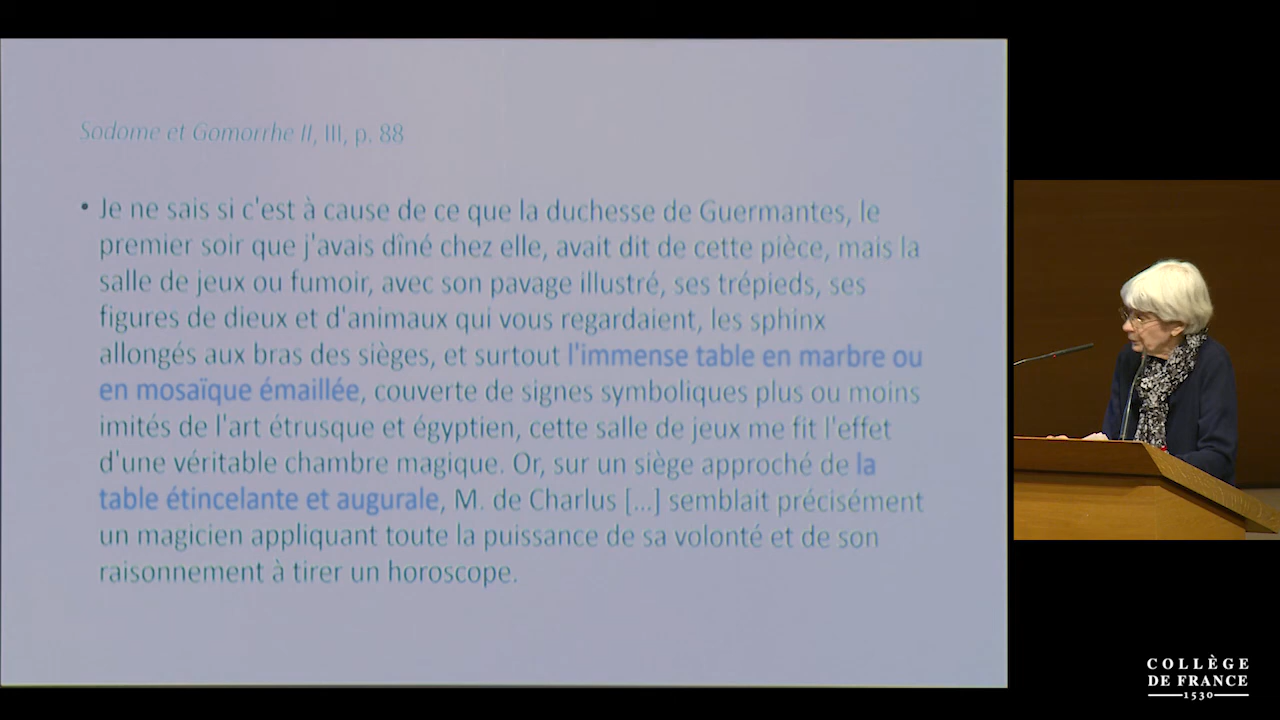 Sodome et Gomorrhe II, III, p. 88
• Je ne sais si c'est à cause de ce que la duchesse de Guermantes, le
premier soir que j'avais dîné chez elle, avait dit de cette pièce, mais la
salle de jeux ou fumoir, avec son pavage illustré, ses trépieds, ses
figures de dieux et d'animaux qui vous regardaient, les sphinx
allongés aux bras des sièges, et surtout l'immense table en marbre ou
en mosaïque émaillée, couverte de signes symboliques plus ou moins
imités de l'art étrusque et égyptien, cette salle de jeux me fit l'effet
d'une véritable chambre magique. Or, sur un siège approché de la
table étincelante et augurale, M. de Charlus [...] semblait précisément
un magicien appliquant toute la puissance de sa volonté et de son
raisonnement à tirer un horoscope.
COLLÈGE
DE FRANCE
1530